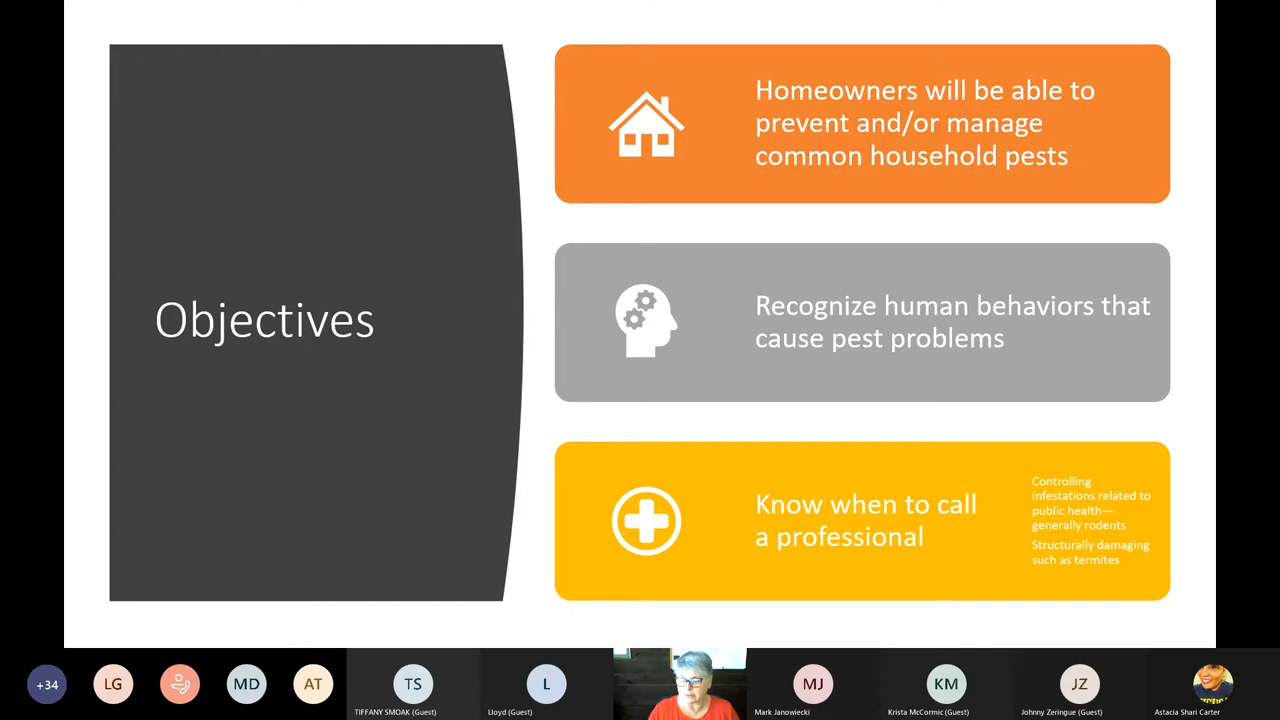 Objectives
Homeowners will be able to
prevent and/or manage
common household pests
Recognize human behaviors that
cause pest problems
Know when to call
a professional
Controlling
infestations related to
public health—
generally rodents
Structurally damaging
such as termites
+34
LG
MD
AT
TS
TIFFANY SMOAK (Guest)
L
Lloyd (Guest)
MJ
Mark Janowiecki
KM
Krista McCormic (Guest)
JZ
Johnny Zeringue (Guest)
Astacia Shari Carter